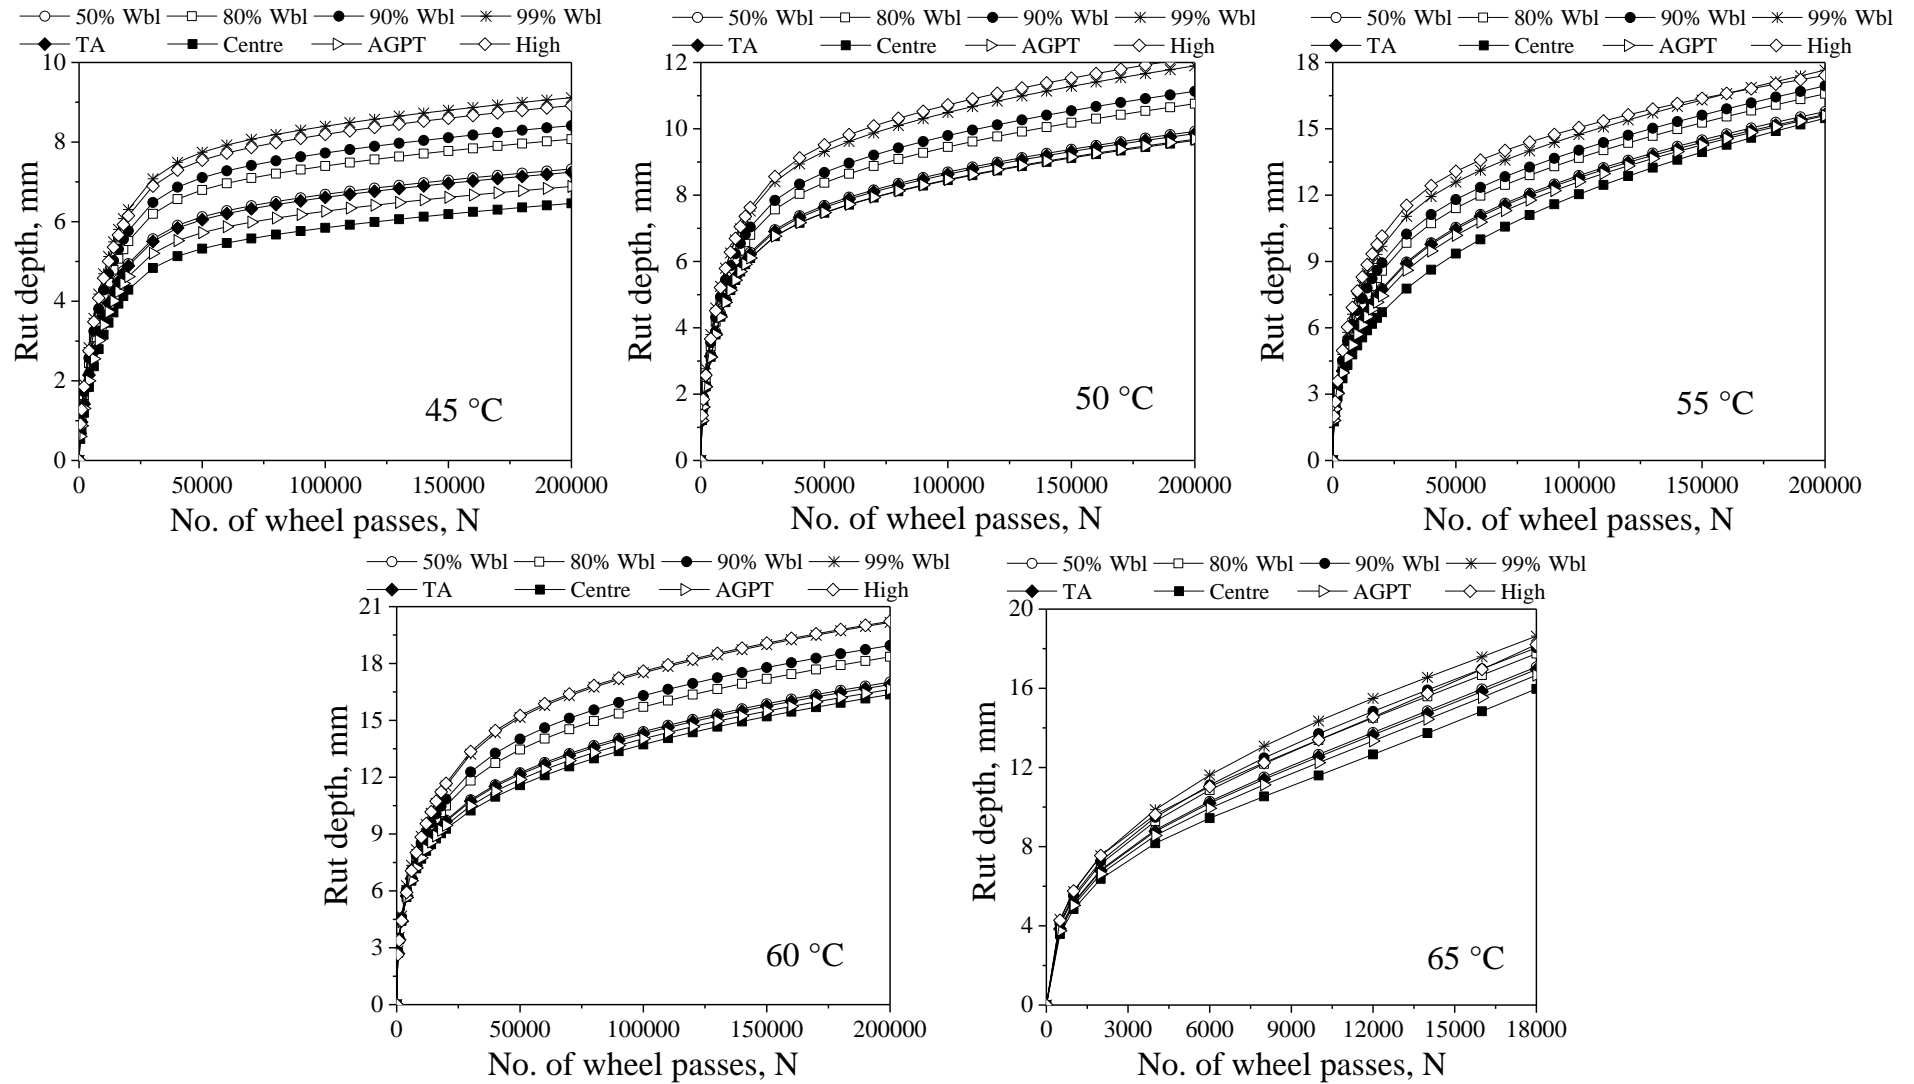 50% Wbl 80% Wbl 90% Wbl 99% Wbl
TA Centre AGPT High
10
8
6
4
2
0
Rut depth, mm
45 °C
0 50000 100000 150000 200000
No. of wheel passes, N
50% Wbl 80% Wbl 90% Wbl 99% Wbl
TA Centre AGPT High
12
10
8
6
4
2
0
Rut depth, mm
50 °C
0 50000 100000 150000 200000
No. of wheel passes, N
50% Wbl 80% Wbl 90% Wbl 99% Wbl
TA Centre AGPT High
18
15
12
9
6
3
0
Rut depth, mm
55 °C
0 50000 100000 150000 200000
No. of wheel passes, N
50% Wbl 80% Wbl 90% Wbl 99% Wbl
TA Centre AGPT High
21
18
15
12
9
6
3
0
Rut depth, mm
60 °C
0 50000 100000 150000 200000
No. of wheel passes, N
50% Wbl 80% Wbl 90% Wbl 99% Wbl
TA Centre AGPT High
20
16
12
8
4
0
Rut depth, mm
65 °C
0 3000 6000 9000 12000 15000 18000
No. of wheel passes, N